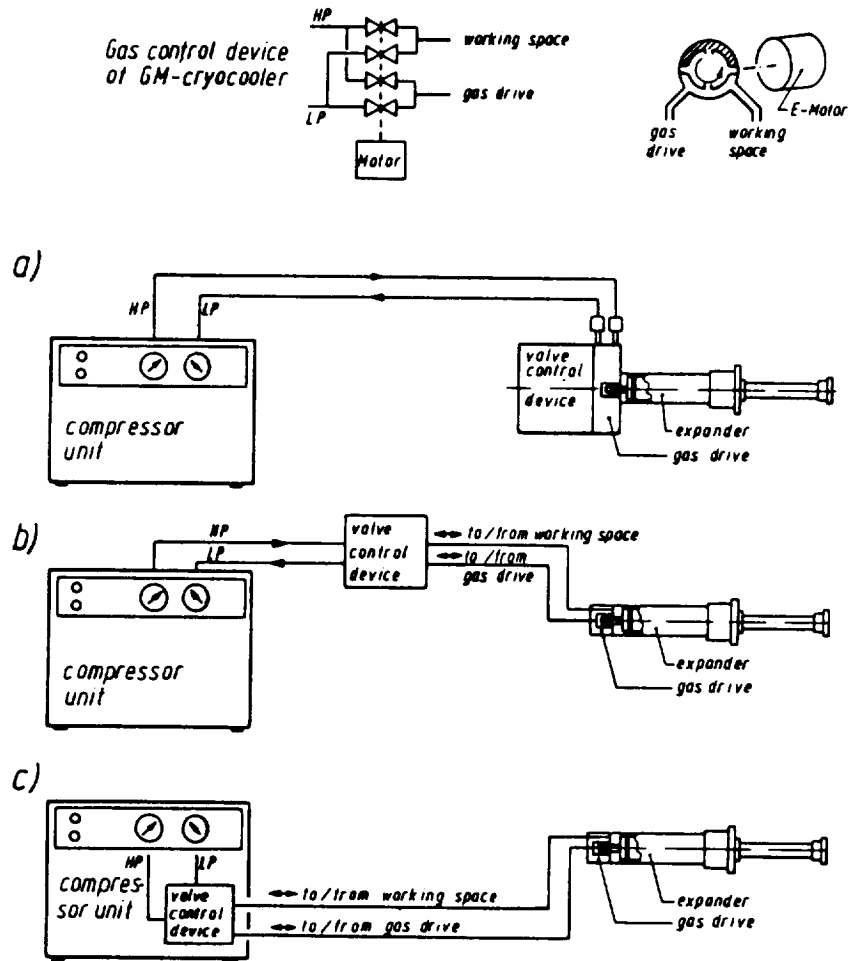 HP
Gas control device
of GM-cryocooler
working space
gas drive
LP
Motor
E-Motor
gas
drive
working
space
a)
HP
LP
compressor
unit
valve
control
device
expander
gas drive
b)
HP
LP
compressor
unit
valve
control
device
to/from working space
to/from
gas drive
expander
gas drive
c)
HP
LP
compres-
sor unit
valve
control
device
to/from working space
to/from gas drive
expander
gas drive